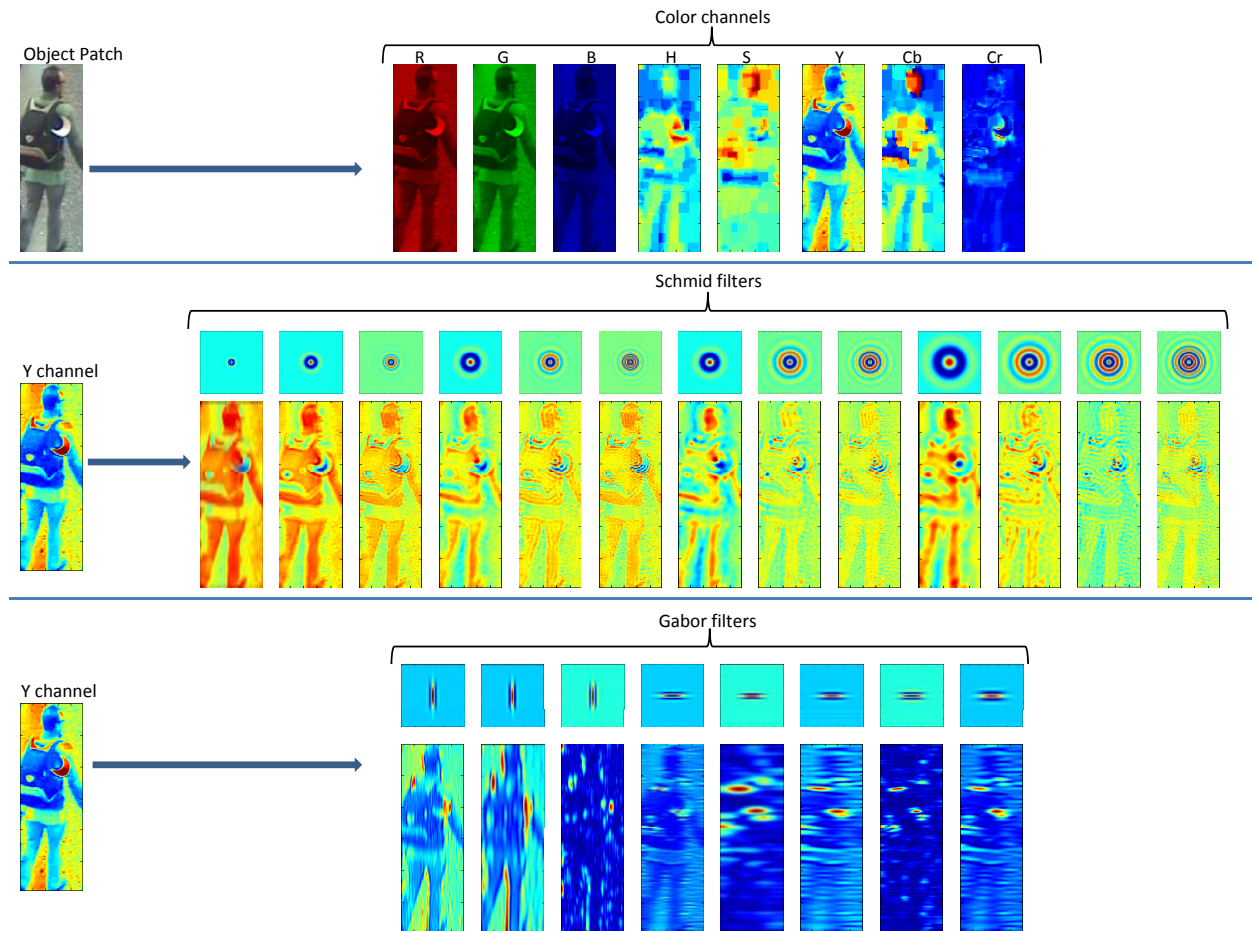 Color channels
Object Patch
R G B H S Y Cb Cr
Schmid filters
Y channel
Gabor filters
Y channel